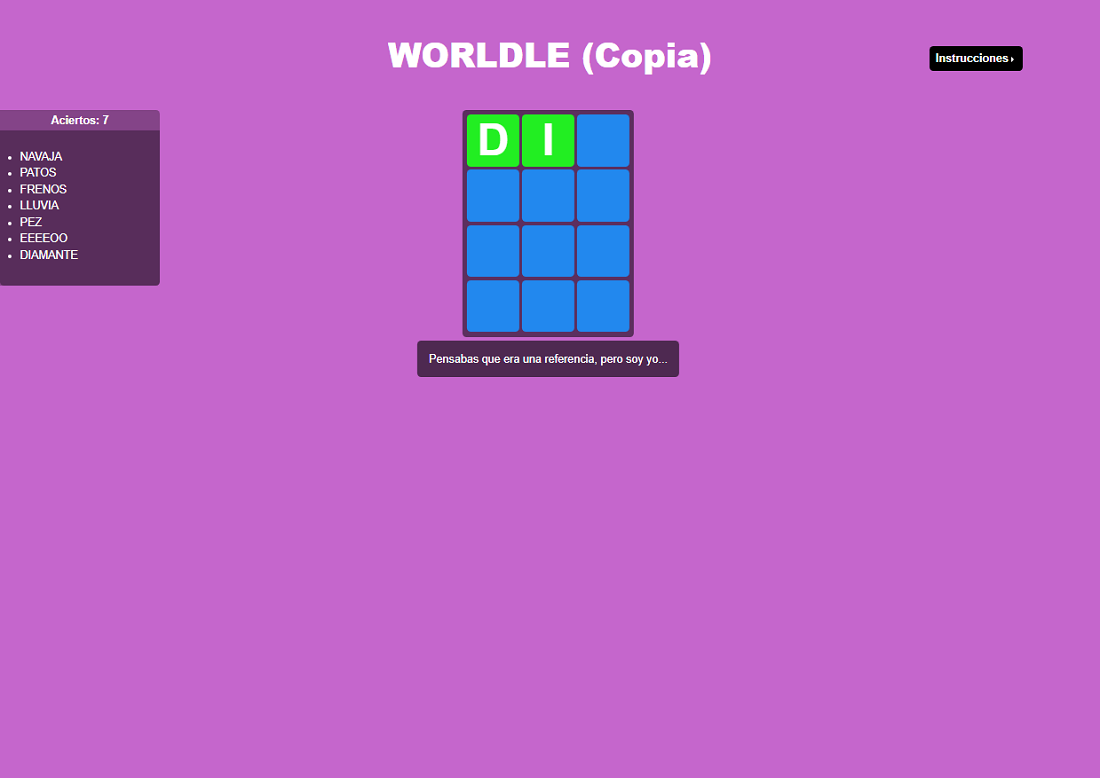 WORLDLE (Copia)
Instrucciones
Aciertos: 7
NAVAJA
PATOS
FRENOS
LLUVIA
PEZ
EEEEOO
DIAMANTE
D I
Pensabas que era una referencia, pero soy yo...